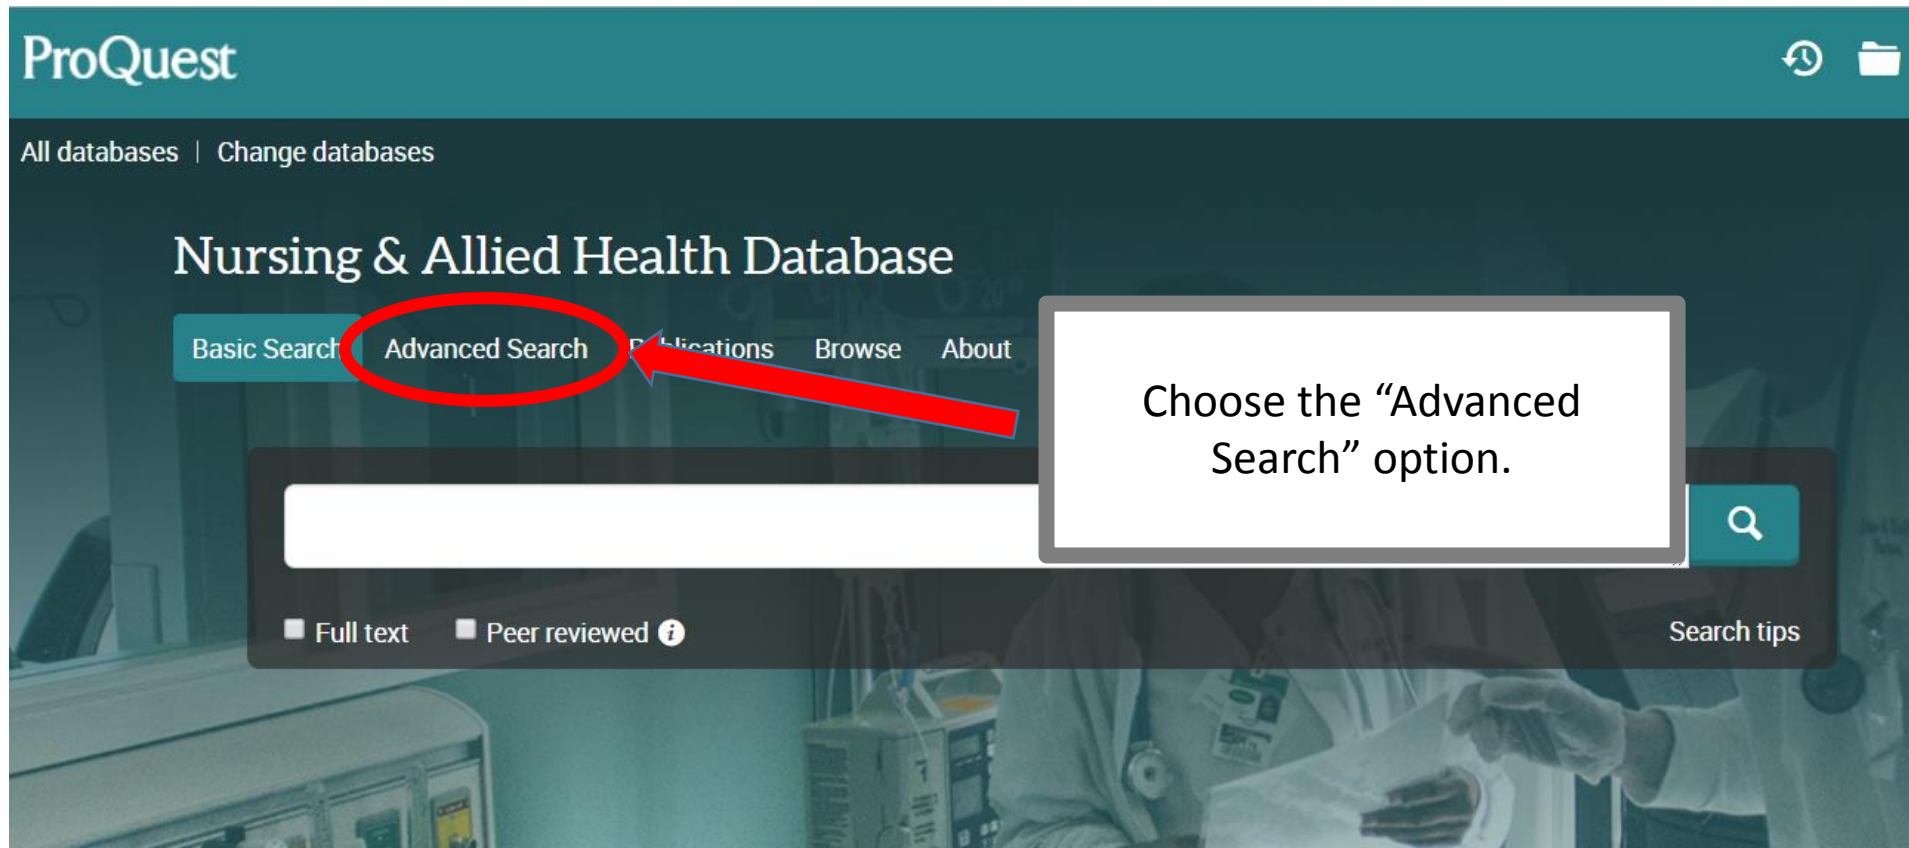 ProQuest
All databases | Change databases
Nursing & Allied Health Database
Basic Search Advanced Search Publications Browse About
Choose the “Advanced
Search” option.
Full text Peer reviewed i
Search tips